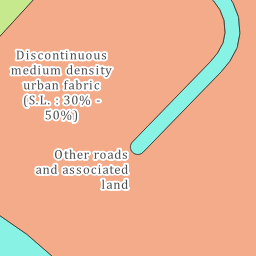 Discontinuous
medium density
urban fabric
(S.L. : 30% -
50%)
Other roads
and associated
land